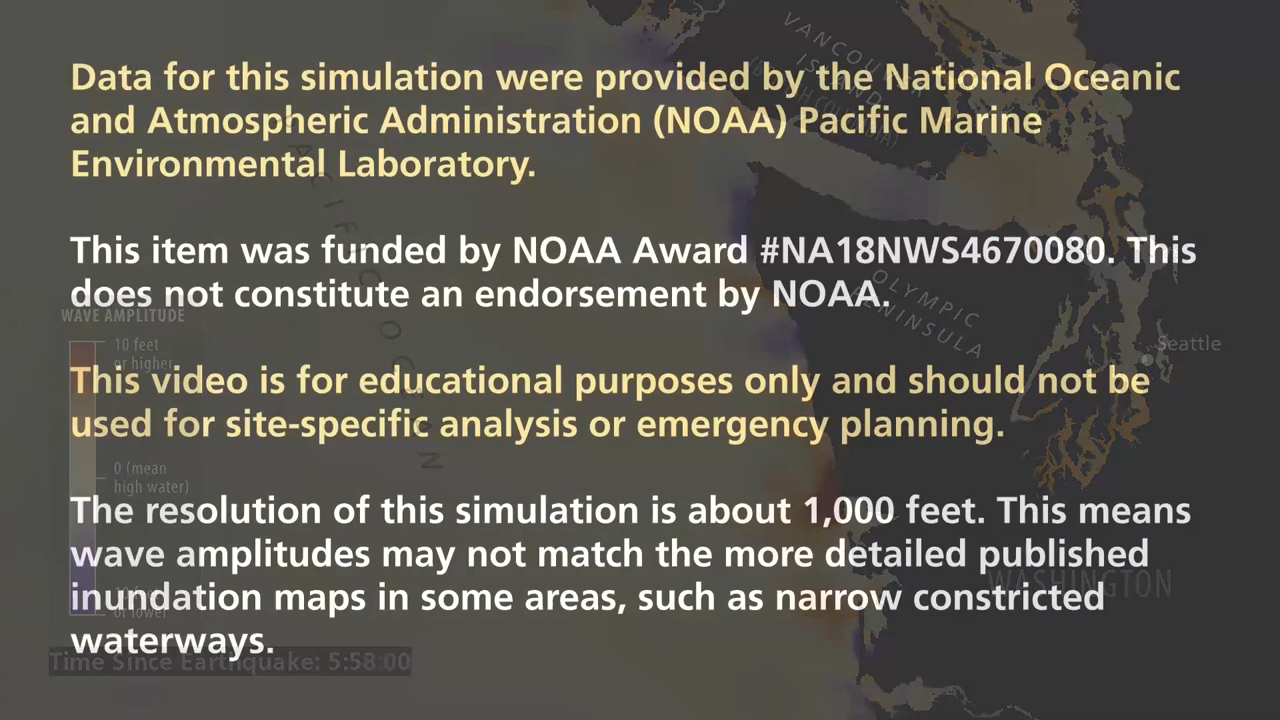 Data for this simulation were provided by the National Oceanic
and Atmospheric Administration (NOAA) Pacific Marine
Environmental Laboratory.
This item was funded by NOAA Award #NA18NWS4670080. This
does not constitute an endorsement by NOAA.
This video is for educational purposes only and should not be
used for site-specific analysis or emergency planning.
The resolution of this simulation is about 1,000 feet. This means
wave amplitudes may not match the more detailed published
inundation maps in some areas, such as narrow constricted
waterways.
VANCOUVER
ISLAND
PACIFIC OCEAN
OLYMPIC
PENINSULA
Seattle
WASHINGTON
WAVE AMPLITUDE
10 feet
or higher
0 (mean
high water)
or lower
Time Since Earthquake: 5:58:00